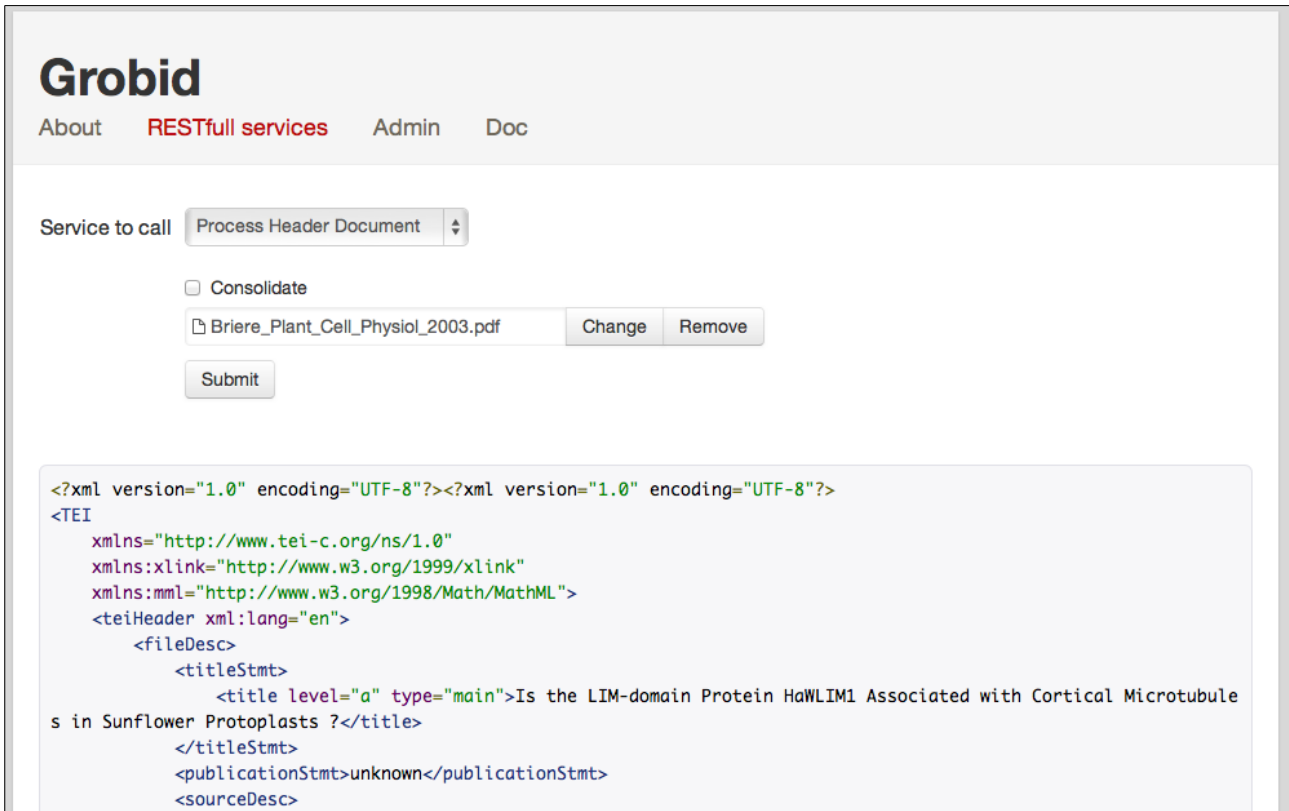 Grobid
About RESTfull services Admin Doc
Service to call Process Header Document
Consolidate
Briere_Plant_Cell_Physiol_2003.pdf Change Remove
Submit
<?xml version="1.0" encoding="UTF-8"?><?xml version="1.0" encoding="UTF-8"?>
<TEI
    xmlns="http://www.tei-c.org/ns/1.0"
    xmlns:xlink="http://www.w3.org/1999/xlink"
    xmlns:mml="http://www.w3.org/1998/Math/MathML">
    <teiHeader xml:lang="en">
        <fileDesc>
            <titleStmt>
                <title level="a" type="main">Is the LIM-domain Protein HaWLIM1 Associated with Cortical Microtubule
s in Sunflower Protoplasts ?</title>
            </titleStmt>
            <publicationStmt>unknown</publicationStmt>
            <sourceDesc>